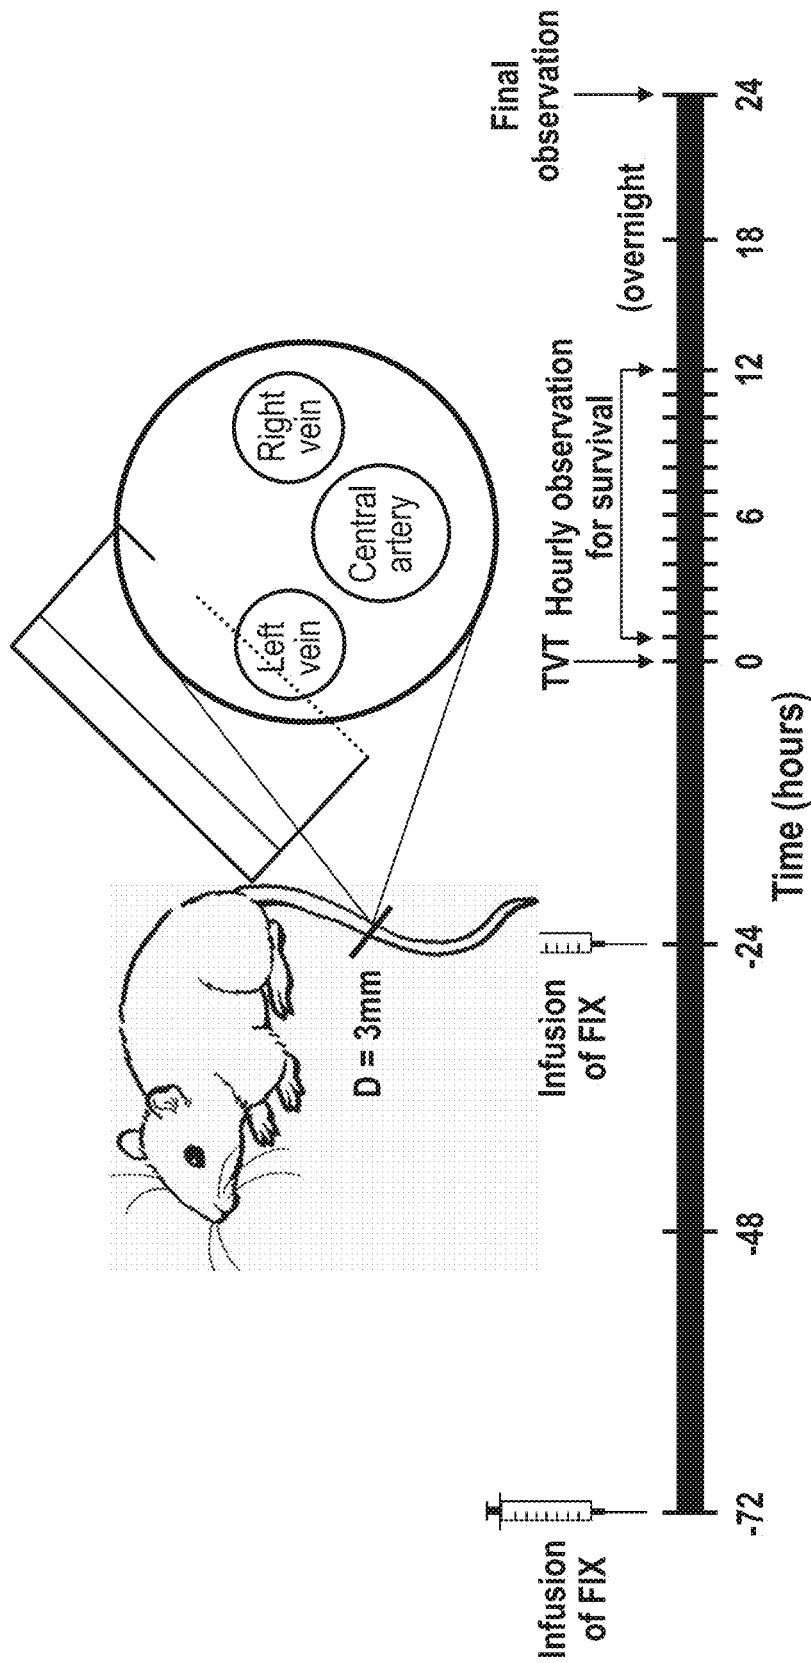 D = 3mm
Left
vein
Central
artery
Right
vein
Infusion
of FIX
Infusion
of FIX
TVT
Hourly observation
for survival
(overnight
Final
observation
-72
-48
-24
0
6
12
18
24
Time (hours)